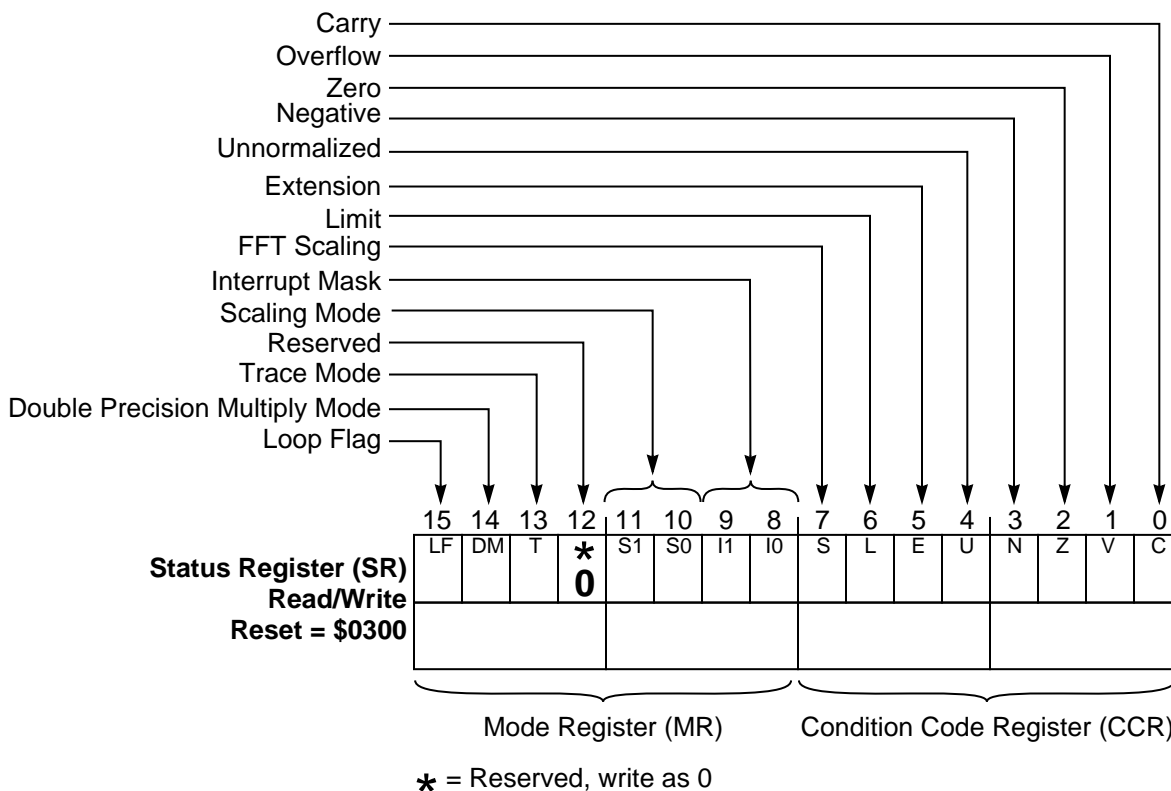 Carry
Overflow
Zero
Negative
Unnormalized
Extension
Limit
FFT Scaling
Interrupt Mask
Scaling Mode
Reserved
Trace Mode
Double Precision Multiply Mode
Loop Flag
15 14 13 12 11 10 9 8 7 6 5 4 3 2 1 0
LF DM T * S1 S0 I1 I0 S L E U N Z V C
0
Status Register (SR)
Read/Write
Reset = $0300
Mode Register (MR) Condition Code Register (CCR)
* = Reserved, write as 0